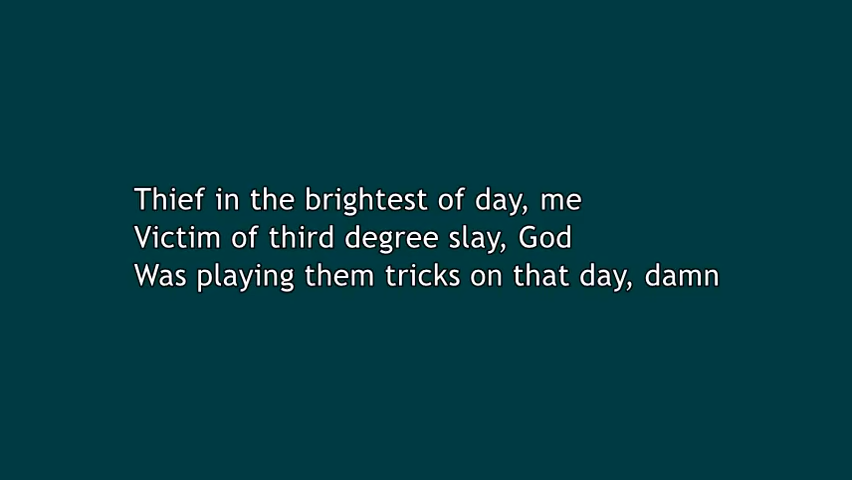 Thief in the brightest of day, me
Victim of third degree slay, God
Was playing them tricks on that day, damn